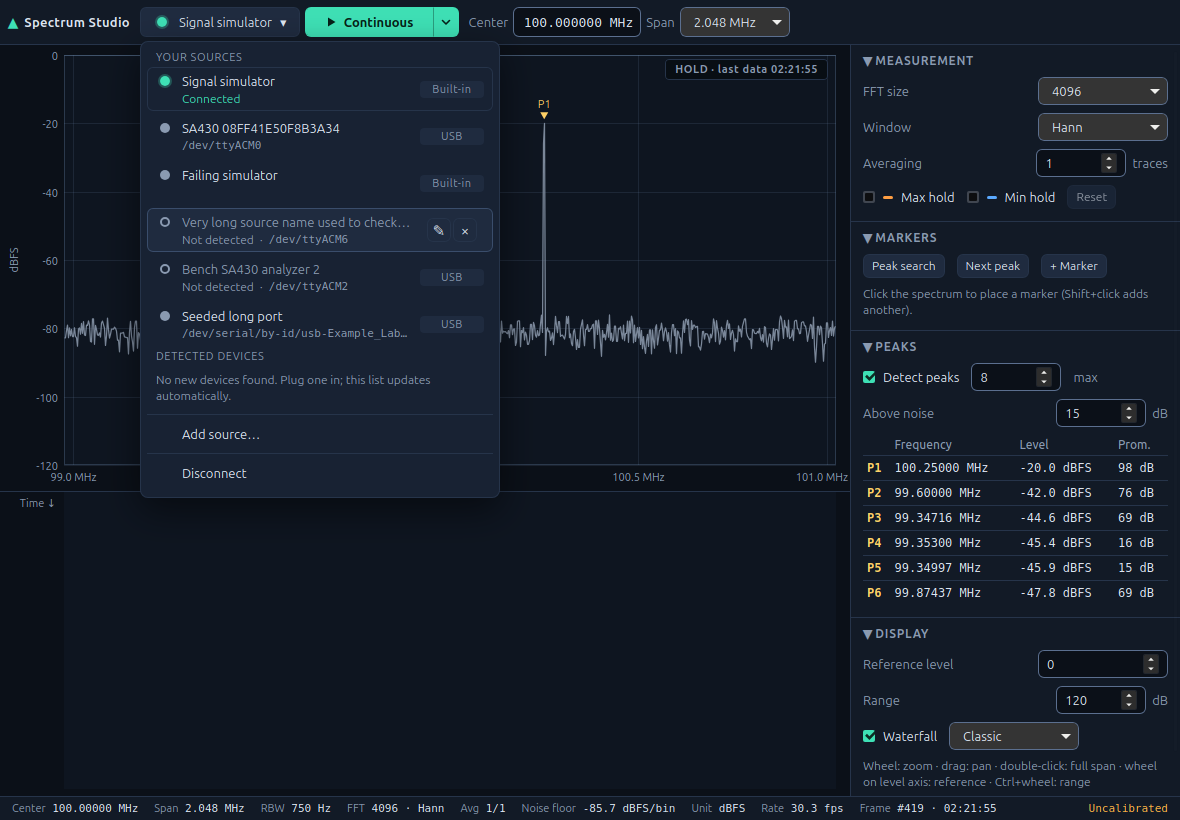 Spectrum Studio
Signal simulator ▾
Continuous
Center 100.000000 MHz Span 2.048 MHz
YOUR SOURCES
Signal simulator
Connected
Built-in
SA430 08FF41E50F8B3A34
/dev/ttyACM0
USB
Failing simulator
Built-in
Very long source name used to check…
Not detected · /dev/ttyACM6
✎ ×
Bench SA430 analyzer 2
Not detected · /dev/ttyACM2
USB
Seeded long port
/dev/serial/by-id/usb-Example_Lab…
USB
DETECTED DEVICES
No new devices found. Plug one in; this list updates
automatically.
Add source…
Disconnect
HOLD · last data 02:21:55
P1
dBFS
0
-20
-40
-60
-80
-100
-120
99.0 MHz
100.5 MHz
101.0 MHz
Time ↓
▼MEASUREMENT
FFT size 4096
Window Hann
Averaging 1 traces
Max hold Min hold Reset
▼MARKERS
Peak search Next peak + Marker
Click the spectrum to place a marker (Shift+click adds
another).
▼PEAKS
Detect peaks 8 max
Above noise 15 dB
Frequency Level Prom.
P1 100.25000 MHz -20.0 dBFS 98 dB
P2 99.60000 MHz -42.0 dBFS 76 dB
P3 99.34716 MHz -44.6 dBFS 69 dB
P4 99.35300 MHz -45.4 dBFS 16 dB
P5 99.34997 MHz -45.9 dBFS 15 dB
P6 99.87437 MHz -47.8 dBFS 69 dB
▼DISPLAY
Reference level 0
Range 120 dB
Waterfall Classic
Wheel: zoom · drag: pan · double-click: full span · wheel
on level axis: reference · Ctrl+wheel: range
Center 100.00000 MHz Span 2.048 MHz RBW 750 Hz FFT 4096 · Hann Avg 1/1 Noise floor -85.7 dBFS/bin Unit dBFS Rate 30.3 fps Frame #419 · 02:21:55 Uncalibrated